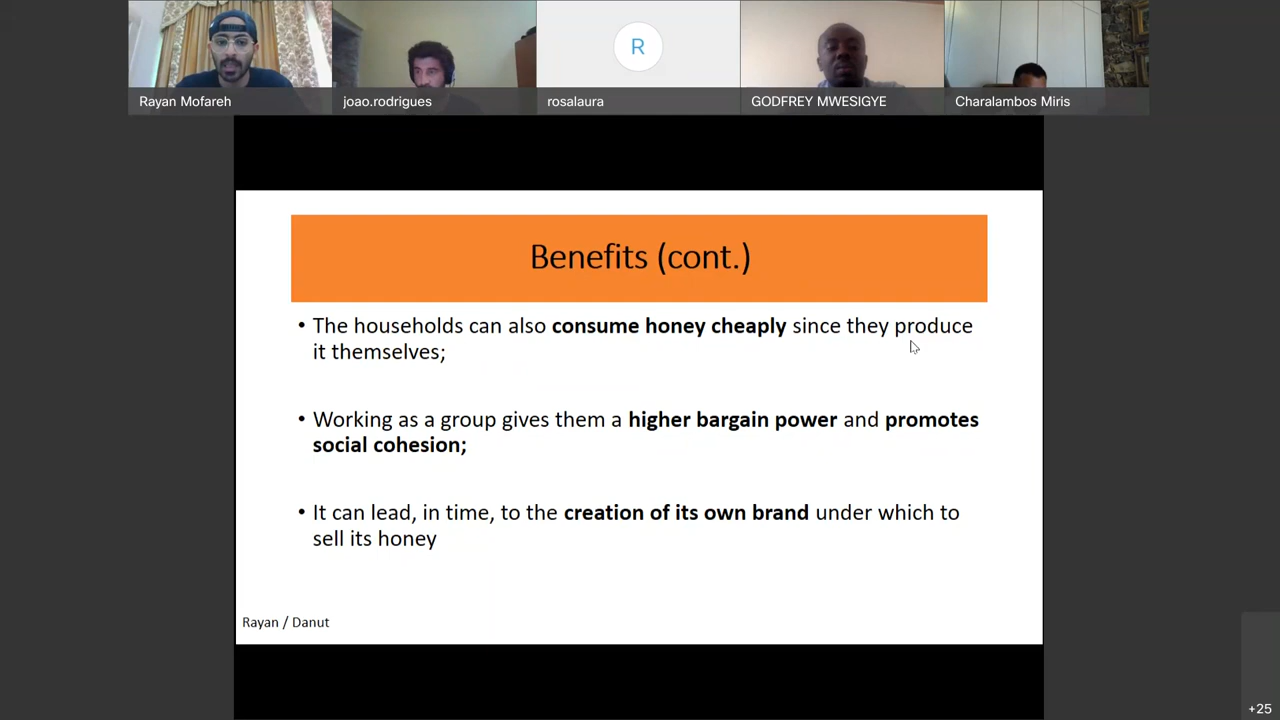 R
Rayan Mofareh
joao.rodrigues
rosalaura
GODFREY MWESIGYE
Charalambos Miris
Benefits (cont.)
• The households can also consume honey cheaply since they produce
it themselves;
• Working as a group gives them a higher bargain power and promotes
social cohesion;
• It can lead, in time, to the creation of its own brand under which to
sell its honey
Rayan / Danut
+25